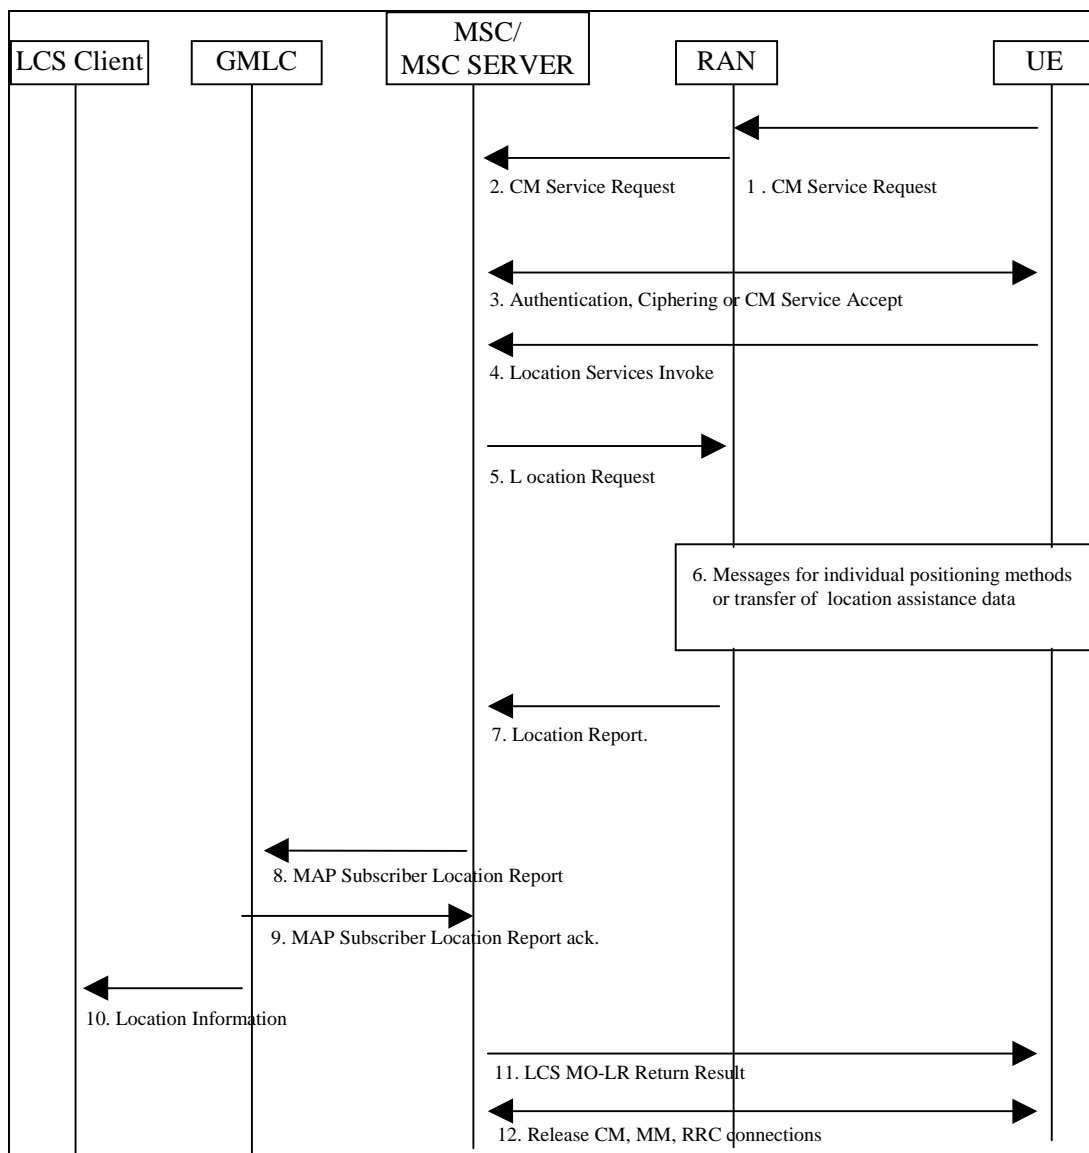 LCS Client
GMLC
MSC/
MSC SERVER
RAN
UE
2. CM Service Request
1 . CM Service Request
3. Authentication, Ciphering or CM Service Accept
4. Location Services Invoke
5. L ocation Request
6. Messages for individual positioning methods
or transfer of location assistance data
7. Location Report.
8. MAP Subscriber Location Report
9. MAP Subscriber Location Report ack.
10. Location Information
11. LCS MO-LR Return Result
12. Release CM, MM, RRC connections